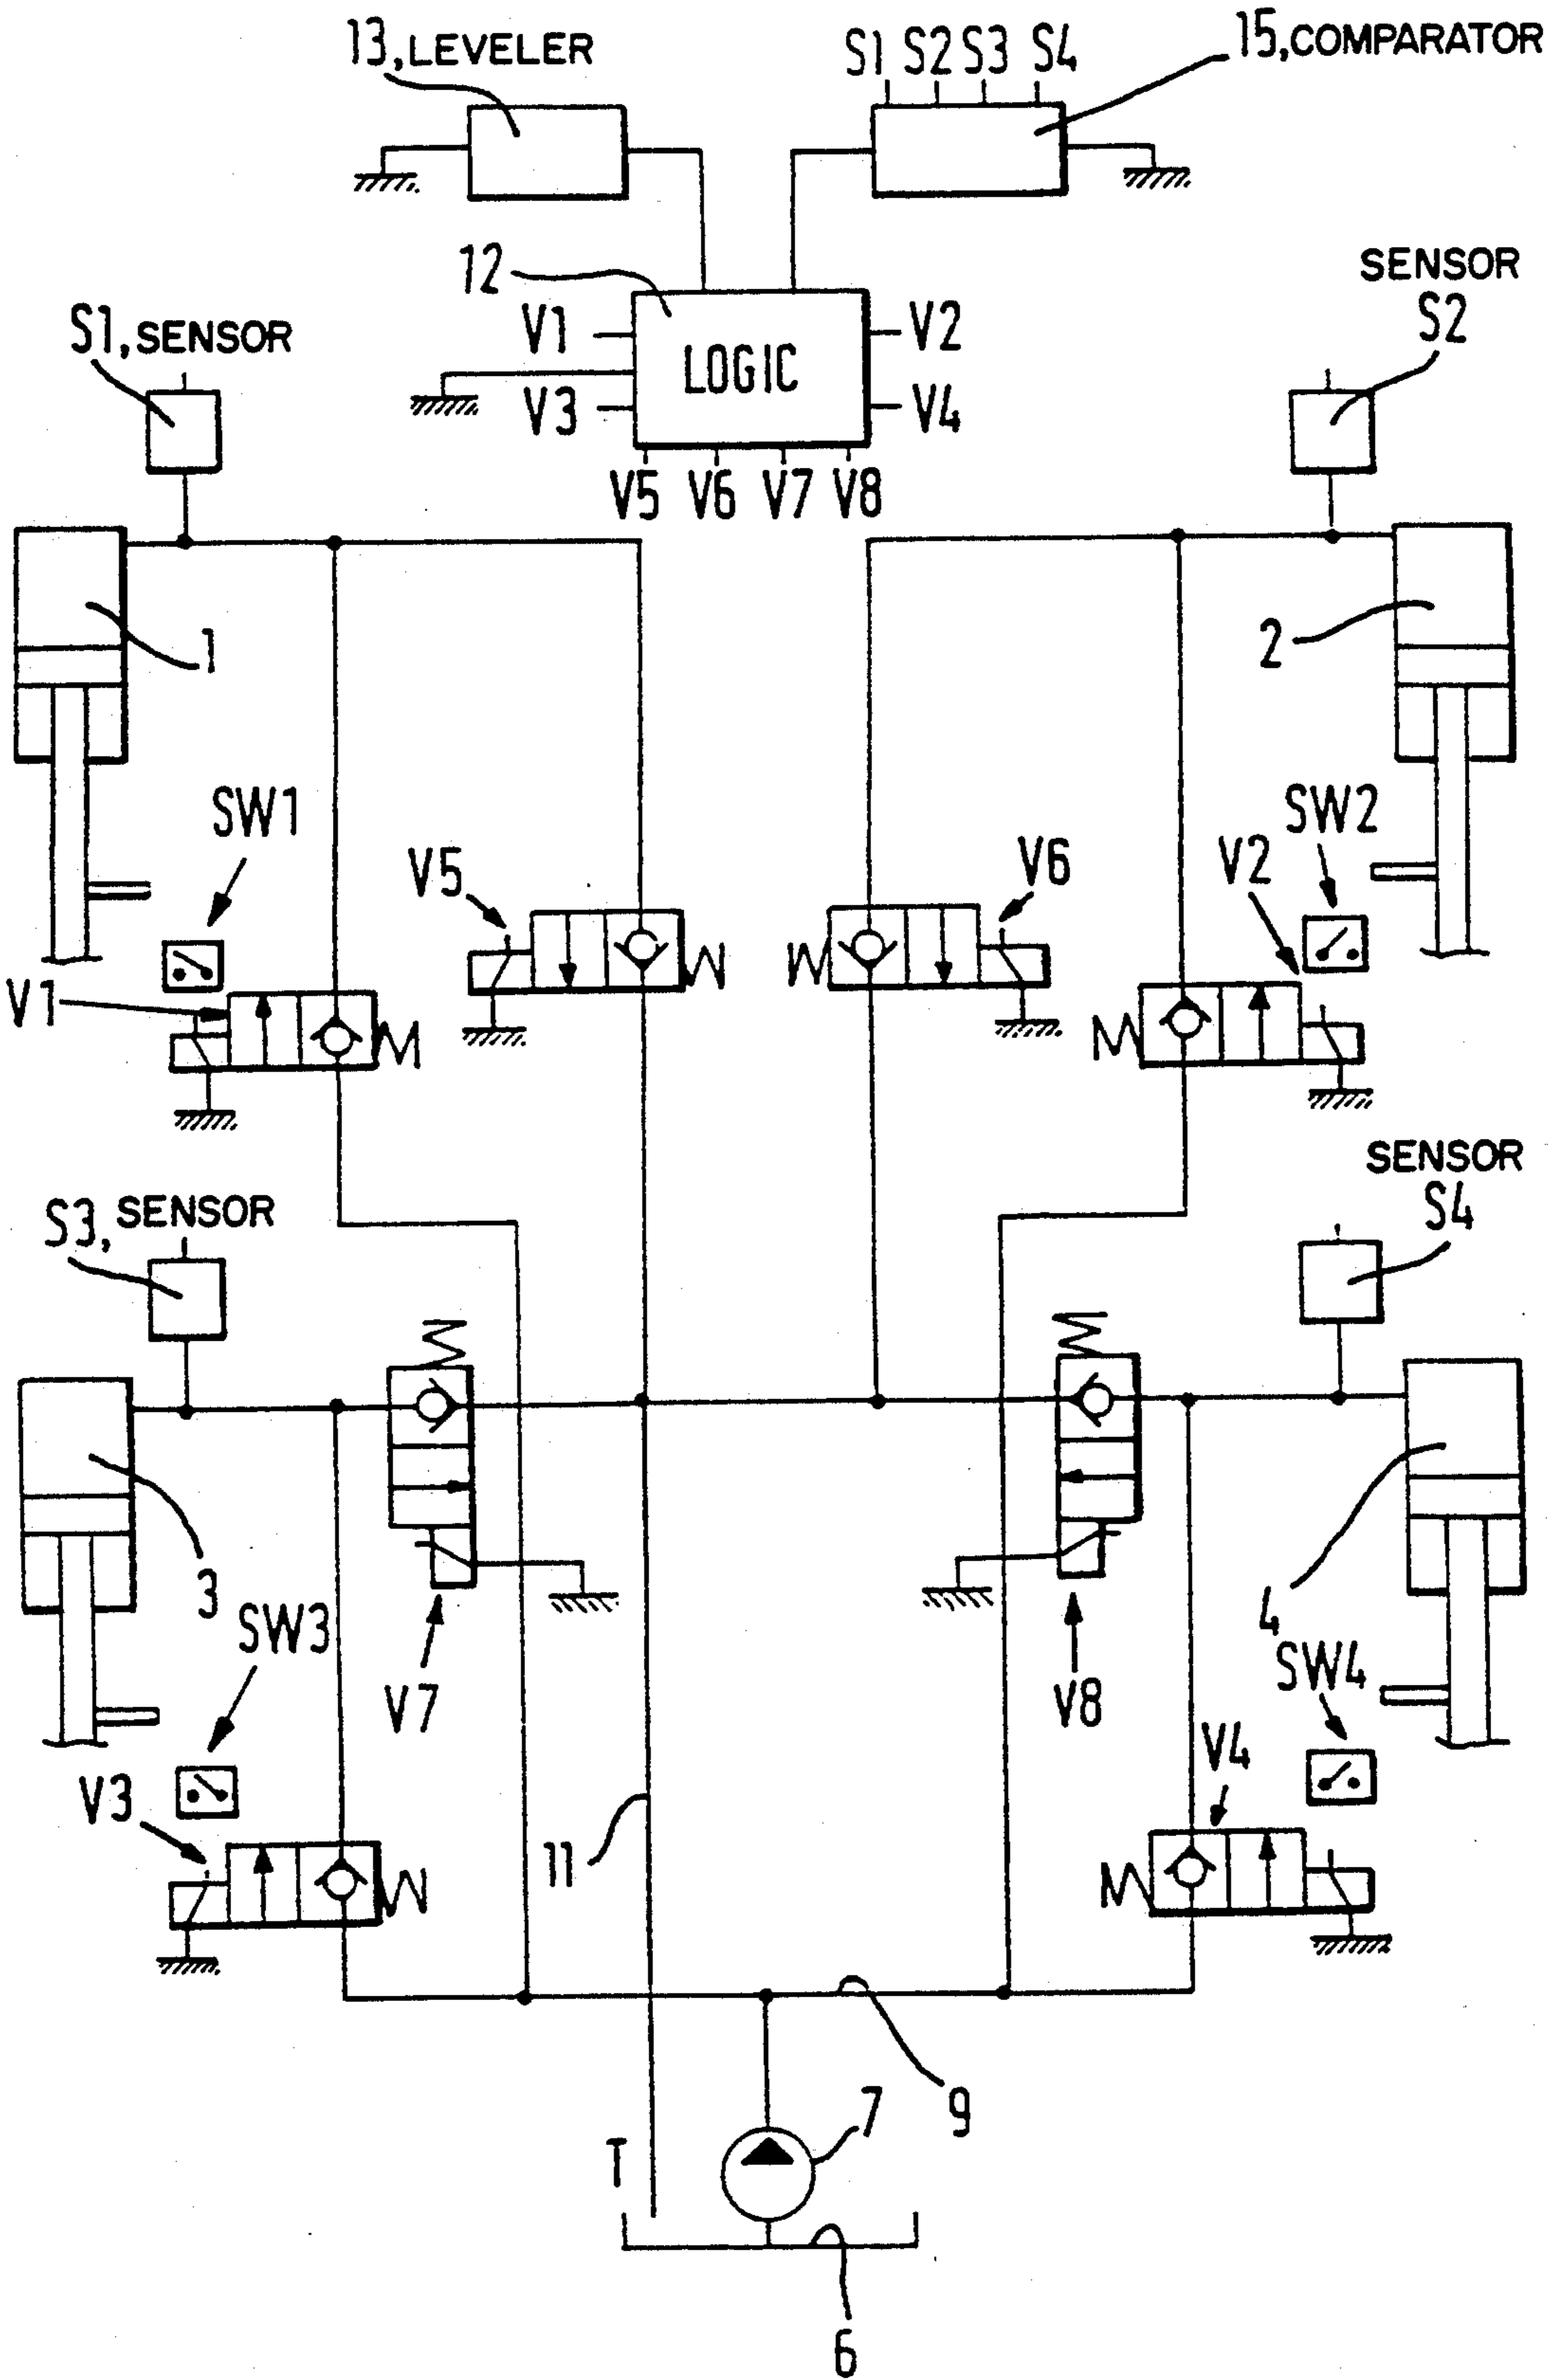 13, LEVELER
S1 S2 S3 S4
15, COMPARATOR
12
V1
V2
LOGIC
V3
V4
V5 V6 V7 V8
S1, SENSOR
SENSOR
S2
1
2
SW1
V5
V6
V2
SW2
V1
S3, SENSOR
SENSOR
S4
3
4
SW3
V7
V8
SW4
V3
V4
11
9
7
T
6